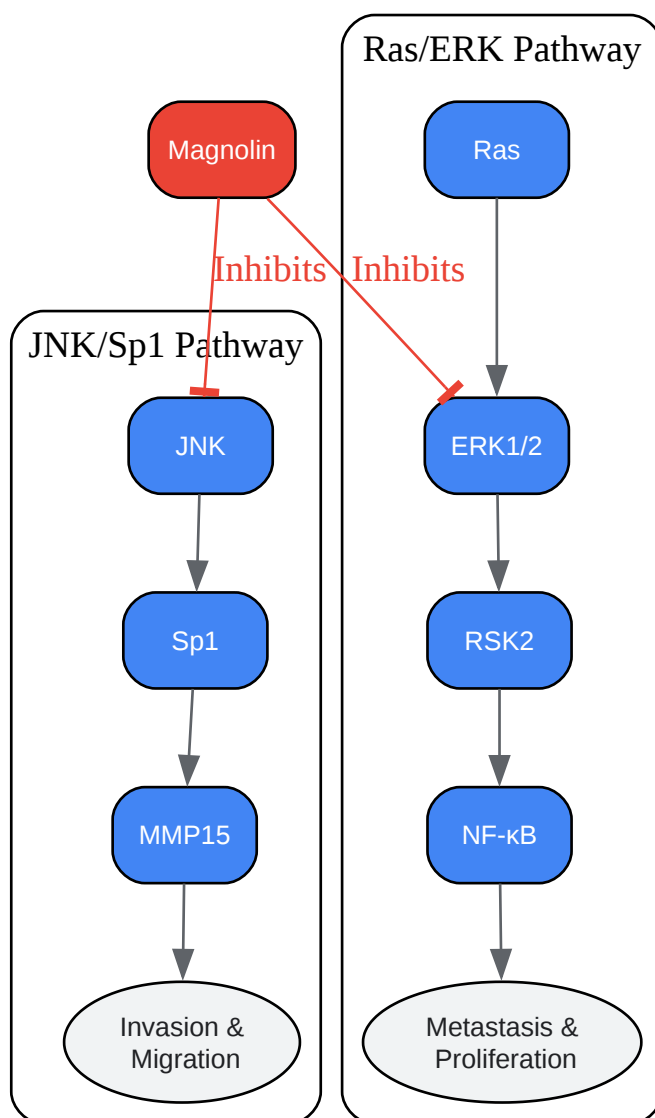 Ras/ERK Pathway
Magnolin
Ras
Inhibits
Inhibits
JNK/Sp1 Pathway
JNK
ERK1/2
Sp1
RSK2
MMP15
NF-κB
Invasion &
Migration
Metastasis &
Proliferation